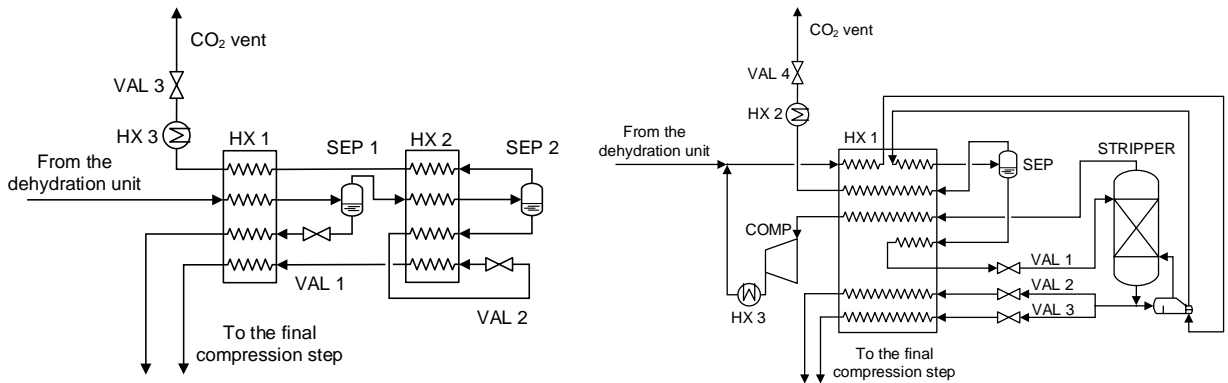 CO₂ vent
VAL 3
HX 3
HX 1
HX 2
SEP 1
SEP 2
From the
dehydration unit
VAL 1
VAL 2
To the final
compression step
CO₂ vent
VAL 4
HX 2
From the
dehydration unit
HX 1
STRIPPER
SEP
COMP
VAL 1
VAL 2
HX 3
VAL 3
To the final
compression step